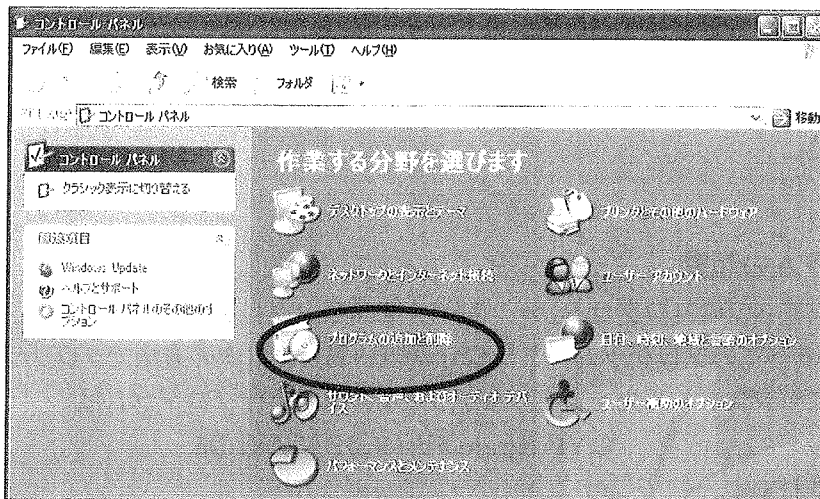 コントロール パネル
ファイル(F) 編集(E) 表示(V) お気に入り(A) ツール(T) ヘルプ(H)
検索 フォルダ
コントロール パネル 移動
コントロール パネル
クラシック表示に切り替える
関連項目
Windows Update
ヘルプとサポート
コントロール パネルのその他のオ
プション
作業する分野を選びます
デスクトップの表示とテーマ
プリンタとその他のハードウェア
ネットワークとインターネット接続
ユーザー アカウント
プログラムの追加と削除
日付、時刻、地域と言語のオプション
サウンド、音声、およびオーディオ デバ
イス
ユーザー補助のオプション
パフォーマンスとメンテナンス